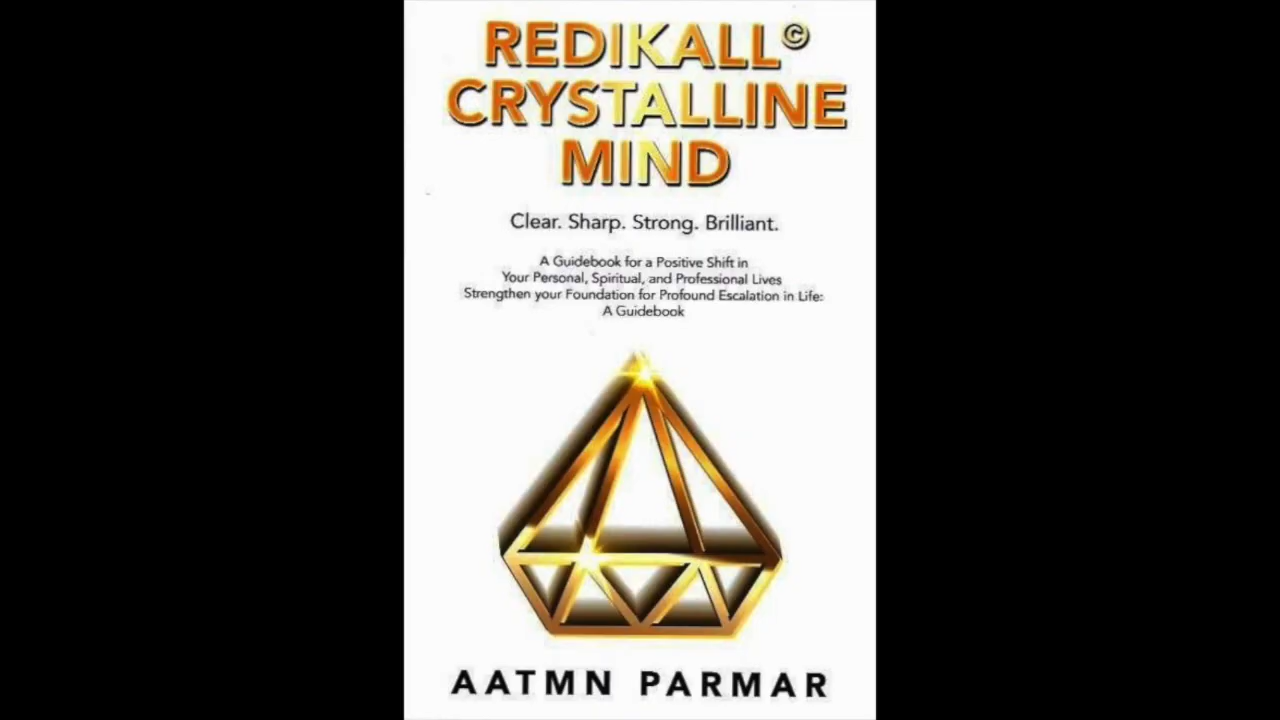 REDIKALL©
CRYSTALLINE
MIND
Clear. Sharp. Strong. Brilliant.
A Guidebook for a Positive Shift in
Your Personal, Spiritual, and Professional Lives
Strengthen your Foundation for Profound Escalation in Life:
A Guidebook
AATMN PARMAR